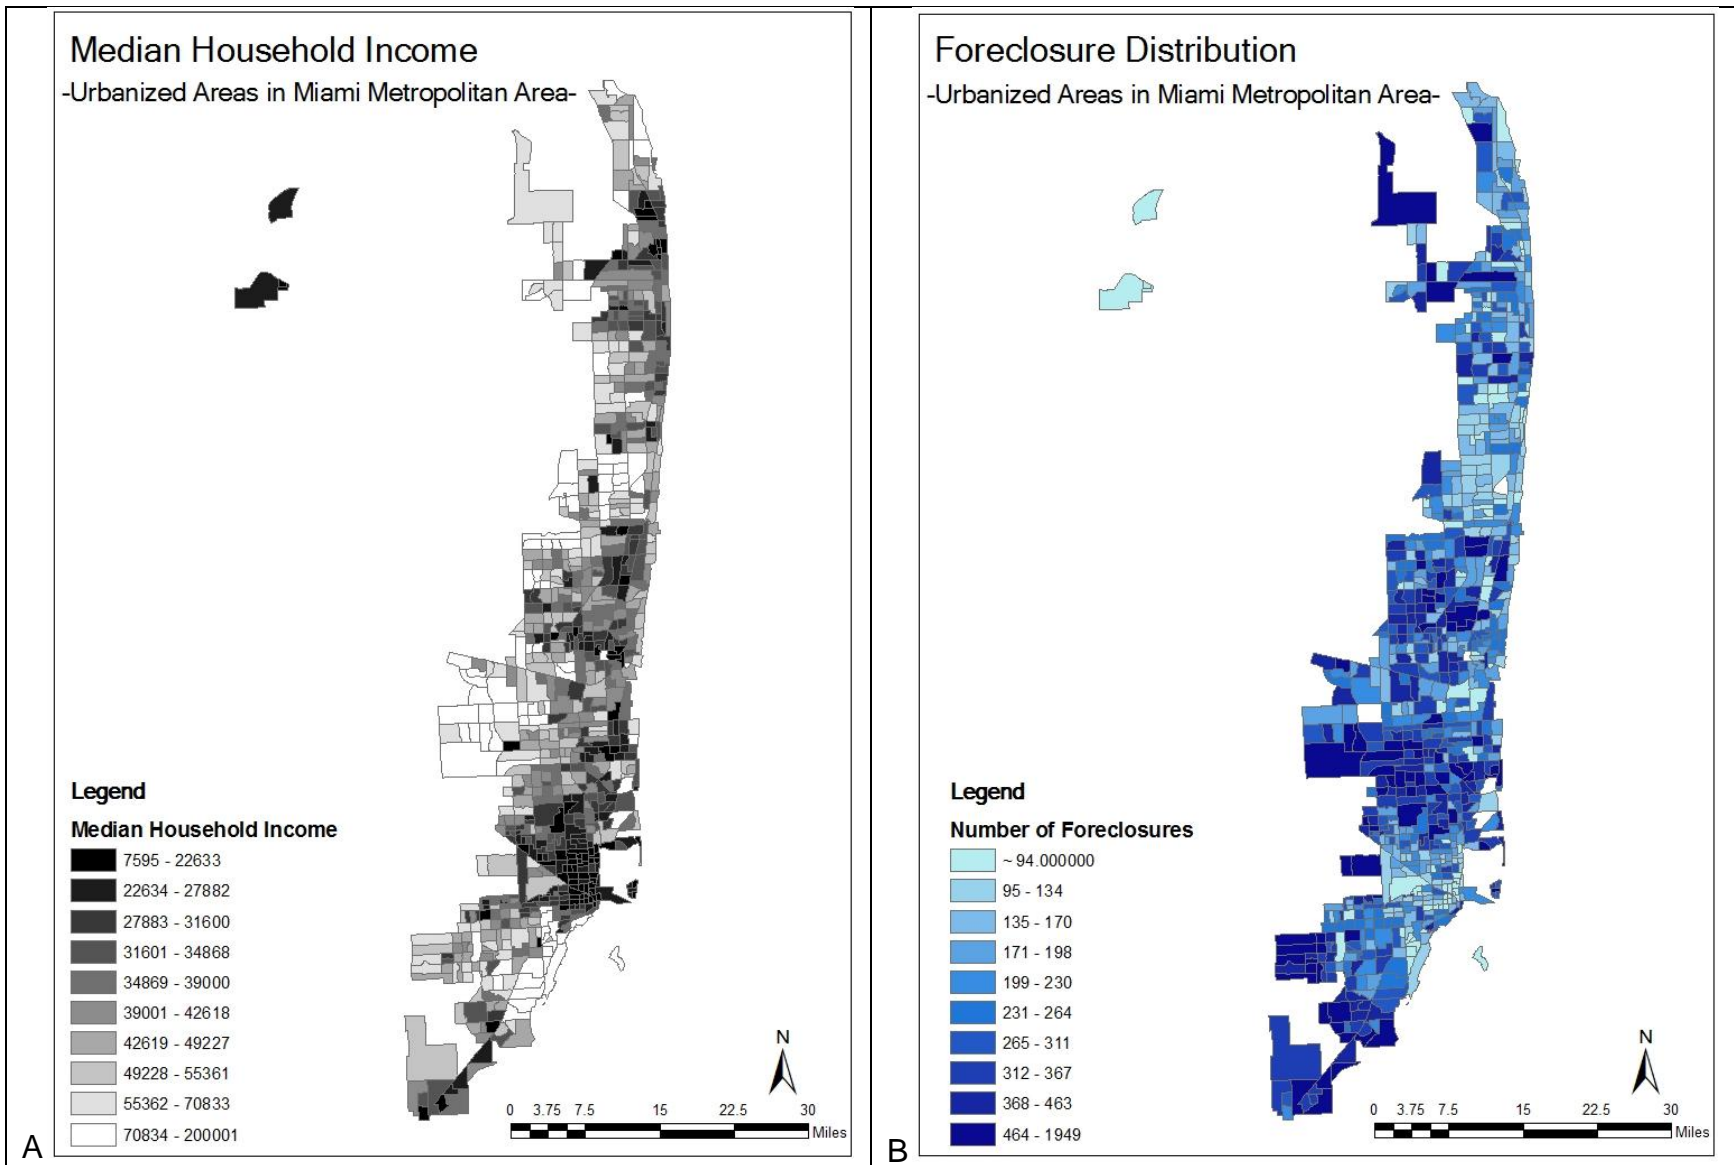 Median Household Income
-Urbanized Areas in Miami Metropolitan Area-
Legend
Median Household Income
7595 - 22633
22634 - 27882
27883 - 31600
31601 - 34868
34869 - 39000
39001 - 42618
42619 - 49227
49228 - 55361
55362 - 70833
70834 - 200001
N
0 3.75 7.5 15 22.5 30
Miles
A
Foreclosure Distribution
-Urbanized Areas in Miami Metropolitan Area-
Legend
Number of Foreclosures
~ 94.000000
95 - 134
135 - 170
171 - 198
199 - 230
231 - 264
265 - 311
312 - 367
368 - 463
464 - 1949
N
0 3.75 7.5 15 22.5 30
Miles
B